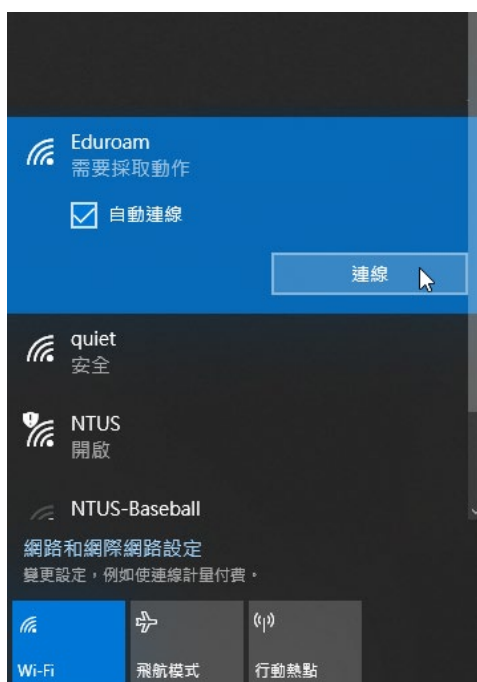 Eduroam
需要採取動作
自動連線
連線
quiet
安全
NTUS
開啟
NTUS-Baseball
網路和網際網路設定
變更設定，例如使連線計量付費。
Wi-Fi
飛航模式
行動熱點